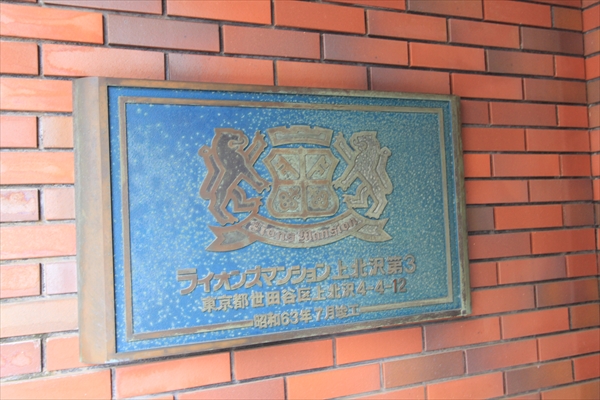 Lions Mansion
ライオンズマンション上北沢第3
東京都世田谷区上北沢4-4-12
昭和63年7月竣工